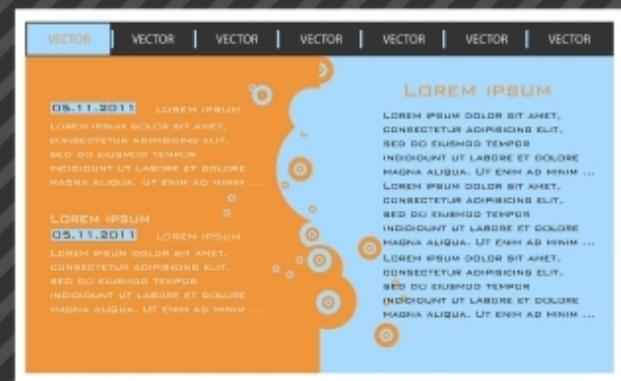 VECTOR VECTOR VECTOR VECTOR VECTOR VECTOR VECTOR
05.11.2011 LOREM IPSUM
LOREM IPSUM DOLOR SIT AMET,
CONSECTETUR ADIPISICING ELIT,
SED DO EIUSMOD TEMPOR
INCIDIDUNT UT LABORE ET DOLORE
MAGNA ALIQUA. UT ENIM AD MINIM ...
LOREM IPSUM
05.11.2011 LOREM IPSUM
LOREM IPSUM DOLOR SIT AMET,
CONSECTETUR ADIPISICING ELIT,
SED DO EIUSMOD TEMPOR
INCIDIDUNT UT LABORE ET DOLORE
MAGNA ALIQUA. UT ENIM AD MINIM ...
LOREM IPSUM
LOREM IPSUM DOLOR SIT AMET,
CONSECTETUR ADIPISICING ELIT,
SED DO EIUSMOD TEMPOR
INCIDIDUNT UT LABORE ET DOLORE
MAGNA ALIQUA. UT ENIM AD MINIM ...
LOREM IPSUM DOLOR SIT AMET,
CONSECTETUR ADIPISICING ELIT,
SED DO EIUSMOD TEMPOR
INCIDIDUNT UT LABORE ET DOLORE
MAGNA ALIQUA. UT ENIM AD MINIM ...
LOREM IPSUM DOLOR SIT AMET,
CONSECTETUR ADIPISICING ELIT,
SED DO EIUSMOD TEMPOR
INCIDIDUNT UT LABORE ET DOLORE
MAGNA ALIQUA. UT ENIM AD MINIM ...